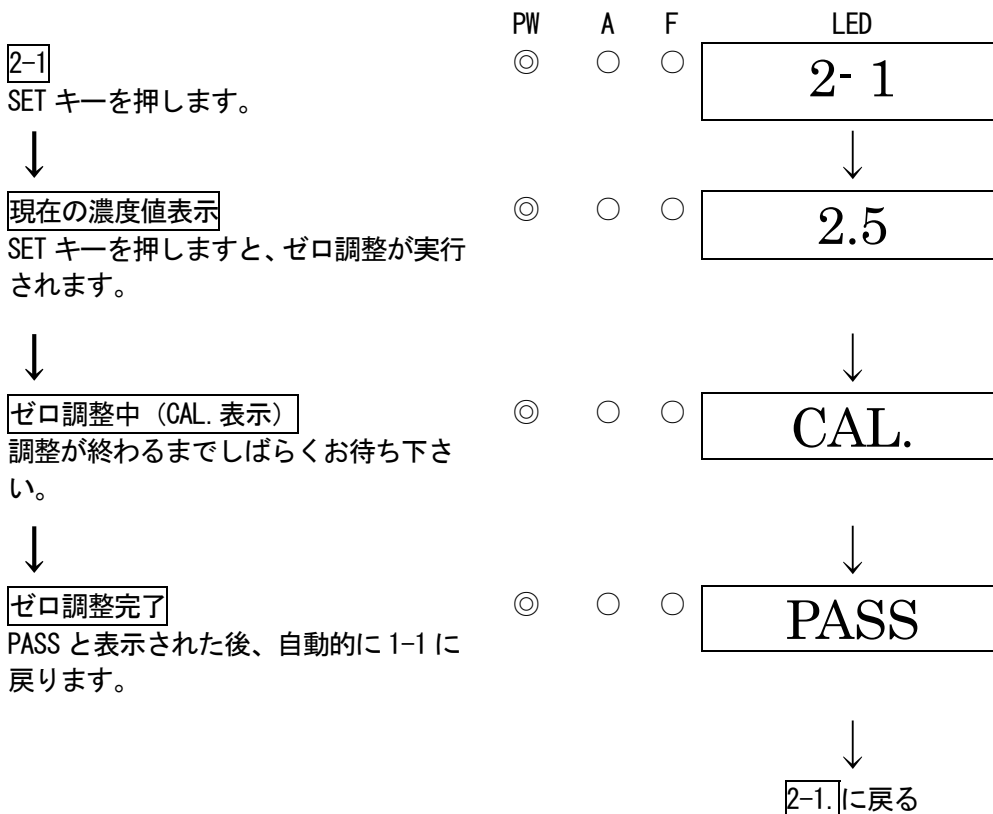 PW A F LED
2-1 ◎ ○ ○ 2- 1
SET キーを押します。
↓ ↓
現在の濃度値表示 ◎ ○ ○ 2.5
SET キーを押しますと、ゼロ調整が実行
されます。
↓ ↓
ゼロ調整中（CAL.表示） ◎ ○ ○ CAL.
調整が終わるまでしばらくお待ち下さ
い。
↓ ↓
ゼロ調整完了 ◎ ○ ○ PASS
PASS と表示された後、自動的に 1-1 に
戻ります。
↓
2-1.に戻る